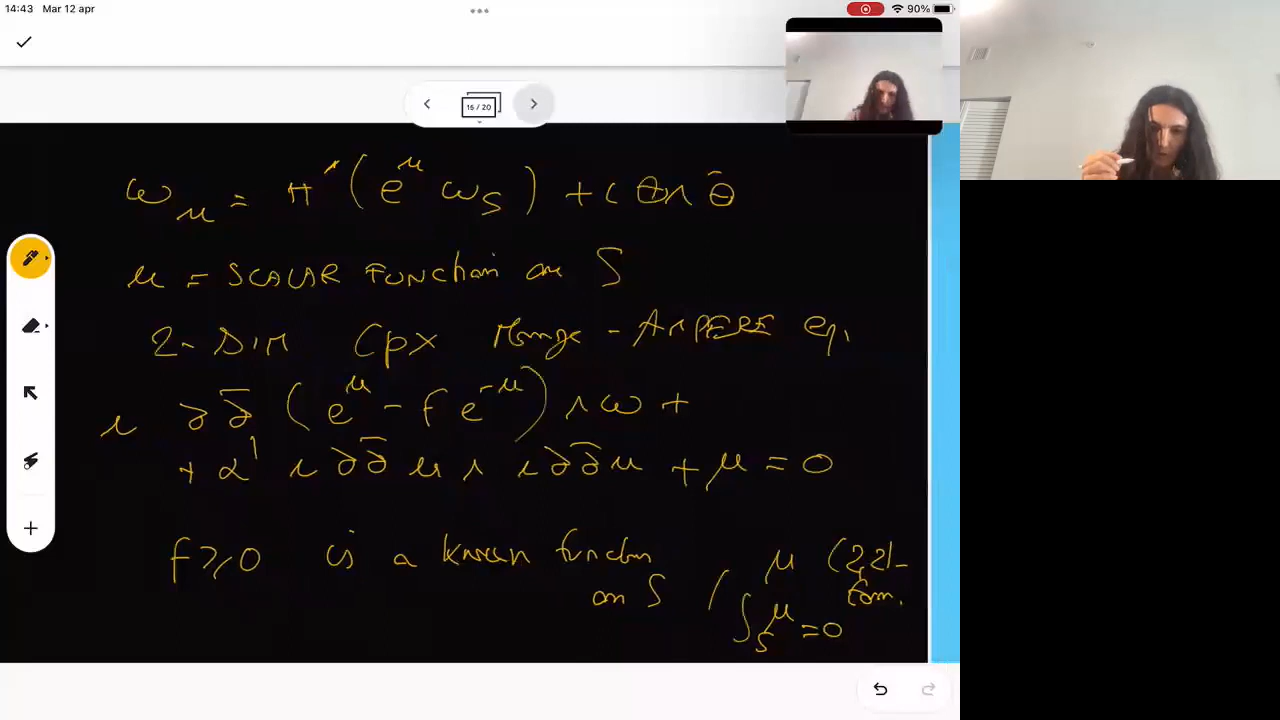 14:43 Mar 12 apr
90%
15 / 20
ω_u = π*(e^u ω_S) + i θ∧θ̄
u = SCALAR FUNCTION on S
2-DIM Cpx Monge-AMPERE eq.
i ∂∂̄ (e^u - f e^{-u}) ∧ ω +
+ α' i∂∂̄u ∧ i∂∂̄u + μ = 0
f ≥ 0 is a known function
on S / μ (2,2)-
form.
∫_S μ = 0